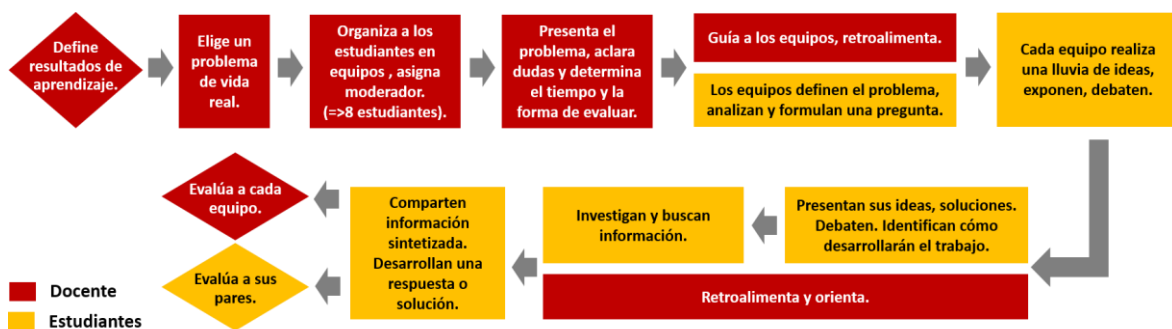 Define
resultados de
aprendizaje.
Elige un
problema
de vida
real.
Organiza a los
estudiantes en
equipos , asigna
moderador.
(=>8 estudiantes).
Presenta el
problema, aclara
dudas y determina
el tiempo y la
forma de evaluar.
Guía a los equipos, retroalimenta.
Los equipos definen el problema,
analizan y formulan una pregunta.
Cada equipo realiza
una lluvia de ideas,
exponen, debaten.
Presentan sus ideas, soluciones.
Debaten. Identifican cómo
desarrollarán el trabajo.
Investigan y buscan
información.
Retroalimenta y orienta.
Comparten
información
sintetizada.
Desarrollan una
respuesta o
solución.
Evalúa a cada
equipo.
Evalúa a sus
pares.
Docente
Estudiantes